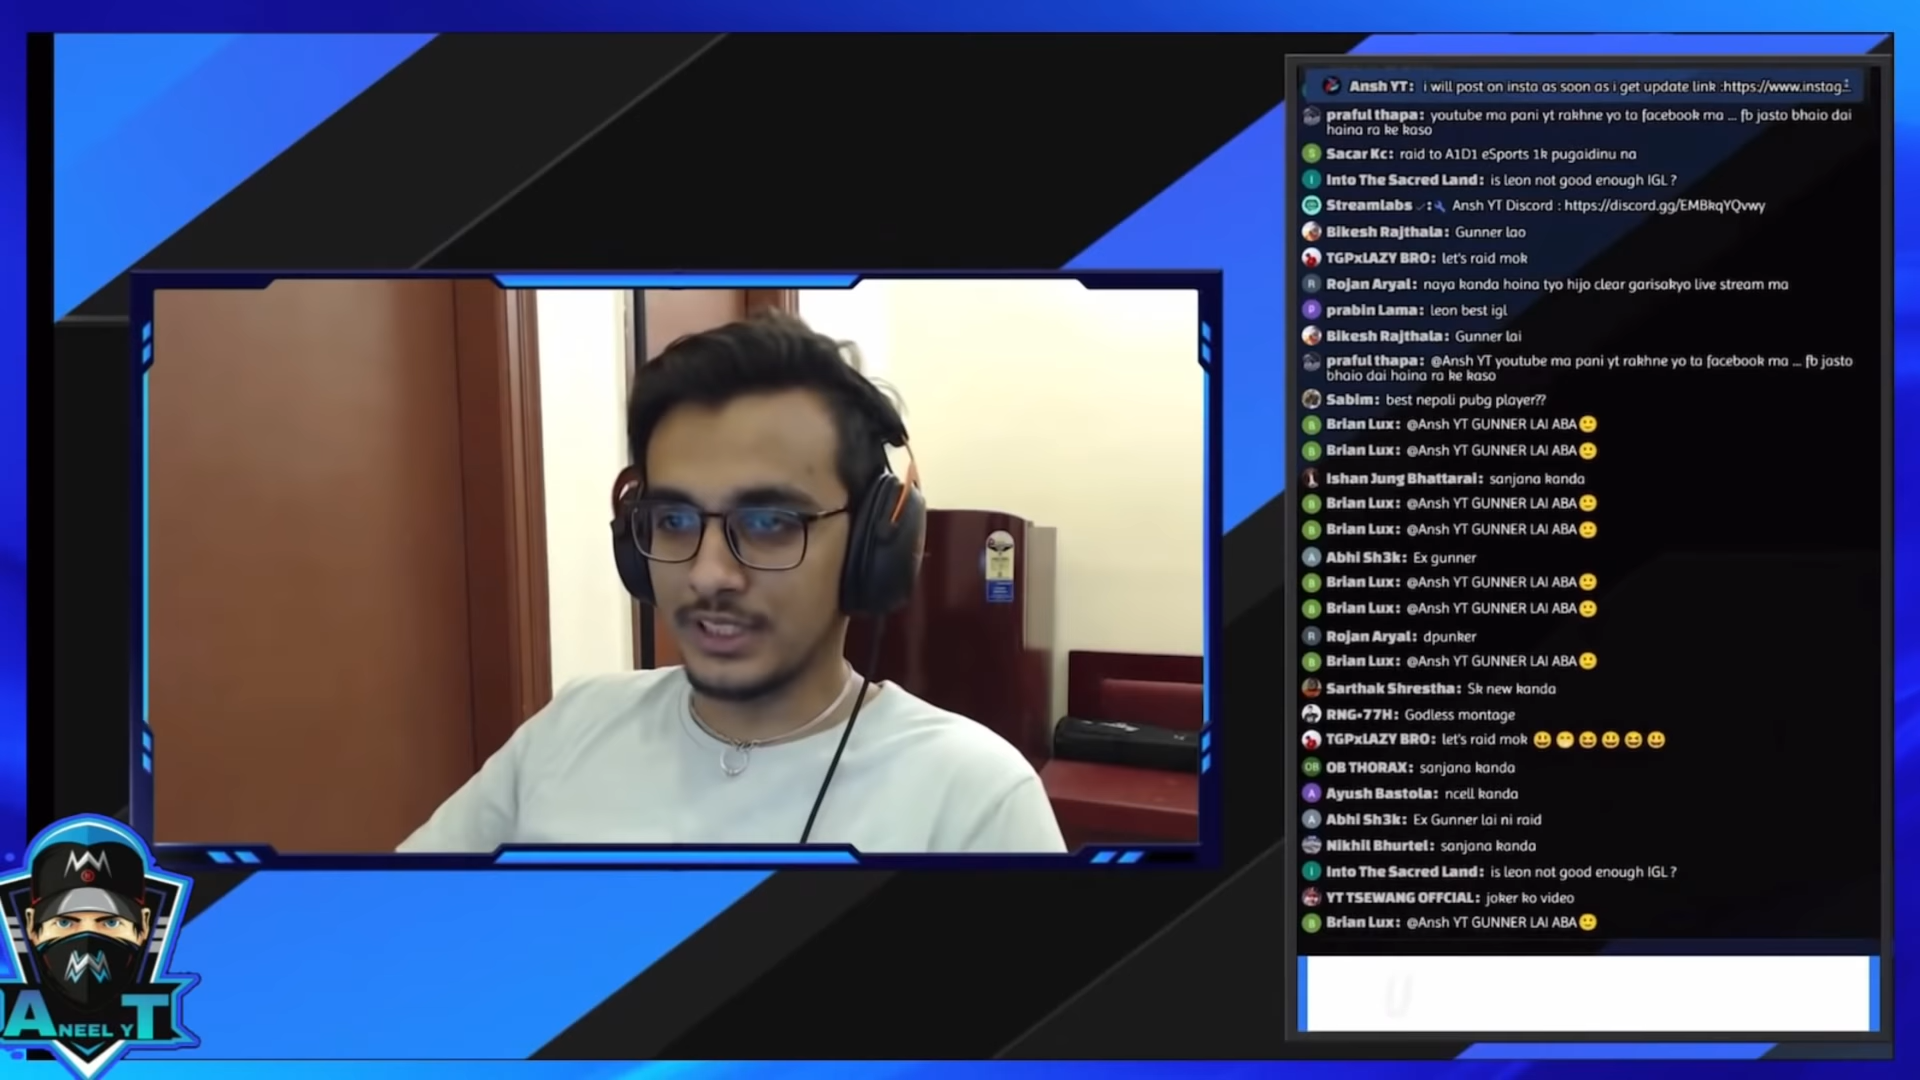 Ansh YT: i will post on insta as soon as i get update link :https://www.instag...
praful thapa: youtube ma pani yt rakhne yo ta facebook ma ... fb jasto bhaio dai
haina ra ke kaso
Sacar Kc: raid to A1D1 eSports 1k pugaidinu na
Into The Sacred Land: is leon not good enough IGL ?
Streamlabs : Ansh YT Discord : https://discord.gg/EMBkqYQvwy
Bikesh Rajthala: Gunner lao
TGPxLAZY BRO: let's raid mok
Rojan Aryal: naya kanda hoina tyo hijo clear garisakyo live stream ma
prabin Lama: leon best igl
Bikesh Rajthala: Gunner lai
praful thapa: @Ansh YT youtube ma pani yt rakhne yo ta facebook ma ... fb jasto
bhaio dai haina ra ke kaso
Sabim: best nepali pubg player??
Brian Lux: @Ansh YT GUNNER LAI ABA🙂
Brian Lux: @Ansh YT GUNNER LAI ABA🙂
Ishan Jung Bhattarai: sanjana kanda
Brian Lux: @Ansh YT GUNNER LAI ABA🙂
Brian Lux: @Ansh YT GUNNER LAI ABA🙂
Abhi Sh3k: Ex gunner
Brian Lux: @Ansh YT GUNNER LAI ABA🙂
Brian Lux: @Ansh YT GUNNER LAI ABA🙂
Rojan Aryal: dpunker
Brian Lux: @Ansh YT GUNNER LAI ABA🙂
Sarthak Shrestha: Sk new kanda
RNG•77H: Godless montage
TGPxLAZY BRO: let's raid mok 😃😁😆😃😆😃
OB THORAX: sanjana kanda
Ayush Bastola: ncell kanda
Abhi Sh3k: Ex Gunner lai ni raid
Nikhil Bhurtel: sanjana kanda
Into The Sacred Land: is leon not good enough IGL ?
YT TSEWANG OFFCIAL: joker ko video
Brian Lux: @Ansh YT GUNNER LAI ABA🙂
ANEEL YT